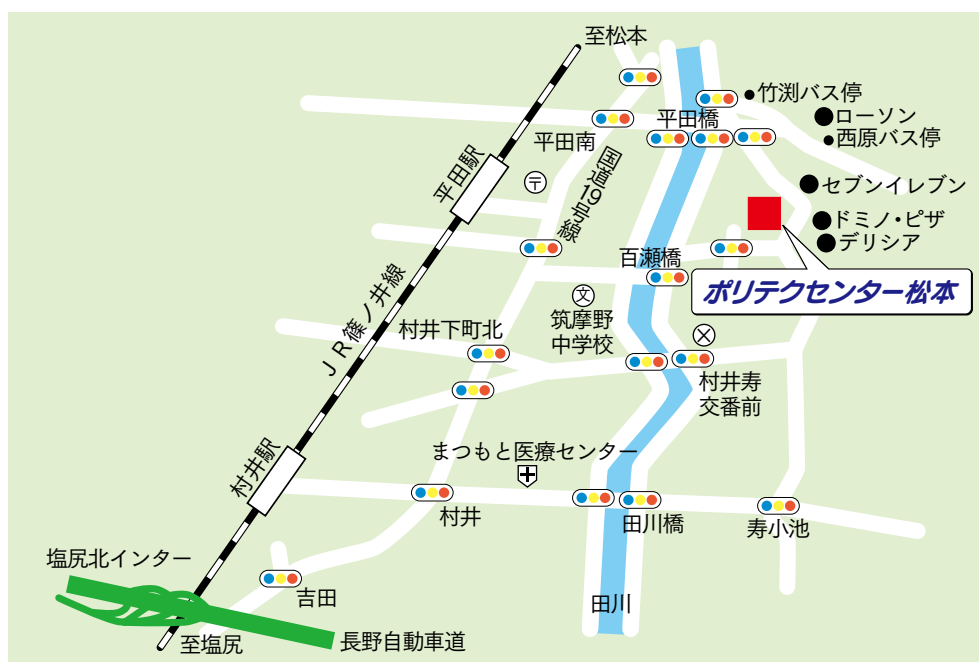 至松本
竹渕バス停
ローソン
平田橋
平田南
西原バス停
平田駅
〒
国道19号線
セブンイレブン
ドミノ・ピザ
デリシア
百瀬橋
ポリテクセンター松本
文
筑摩野
中学校
JR篠ノ井線
村井下町北
村井寿
交番前
まつもと医療センター
村井駅
村井
田川橋
寿小池
塩尻北インター
吉田
田川
至塩尻
長野自動車道